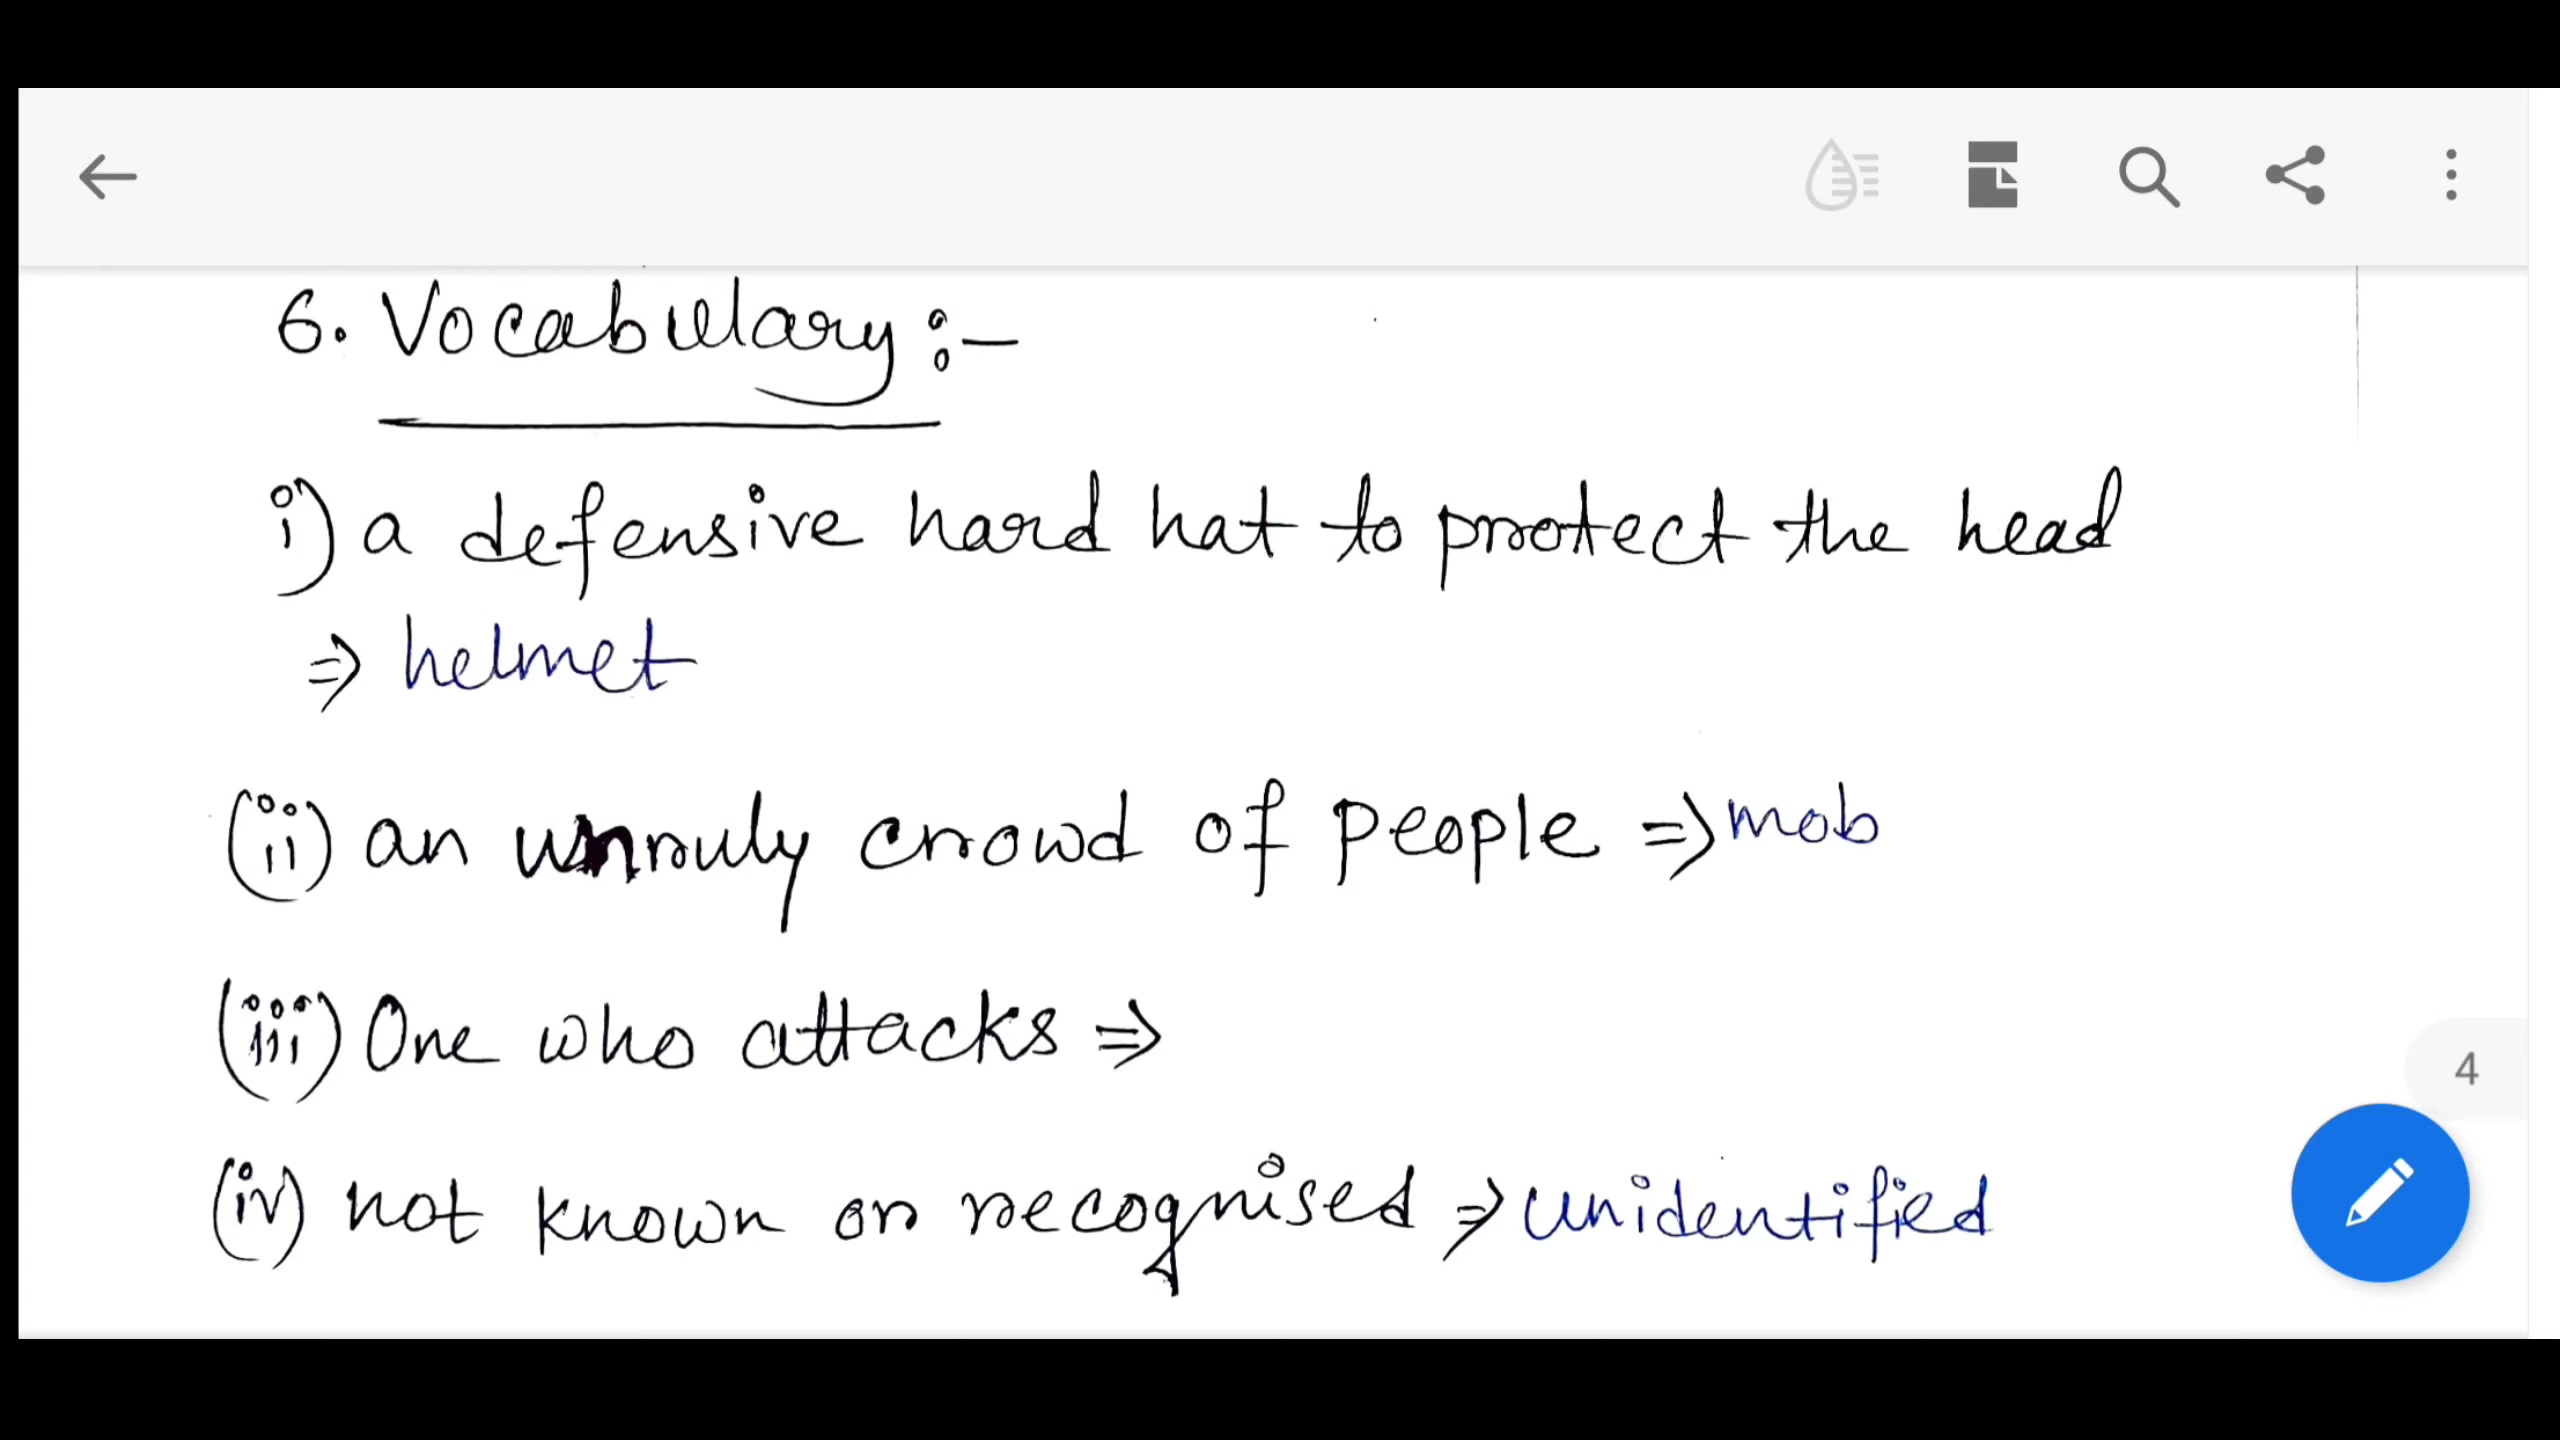 6. Vocabulary:-
i) a defensive hard hat to protect the head
⇒ helmet
(ii) an unruly crowd of people ⇒ mob
(iii) One who attacks ⇒
(iv) not known or recognised ⇒ unidentified
4